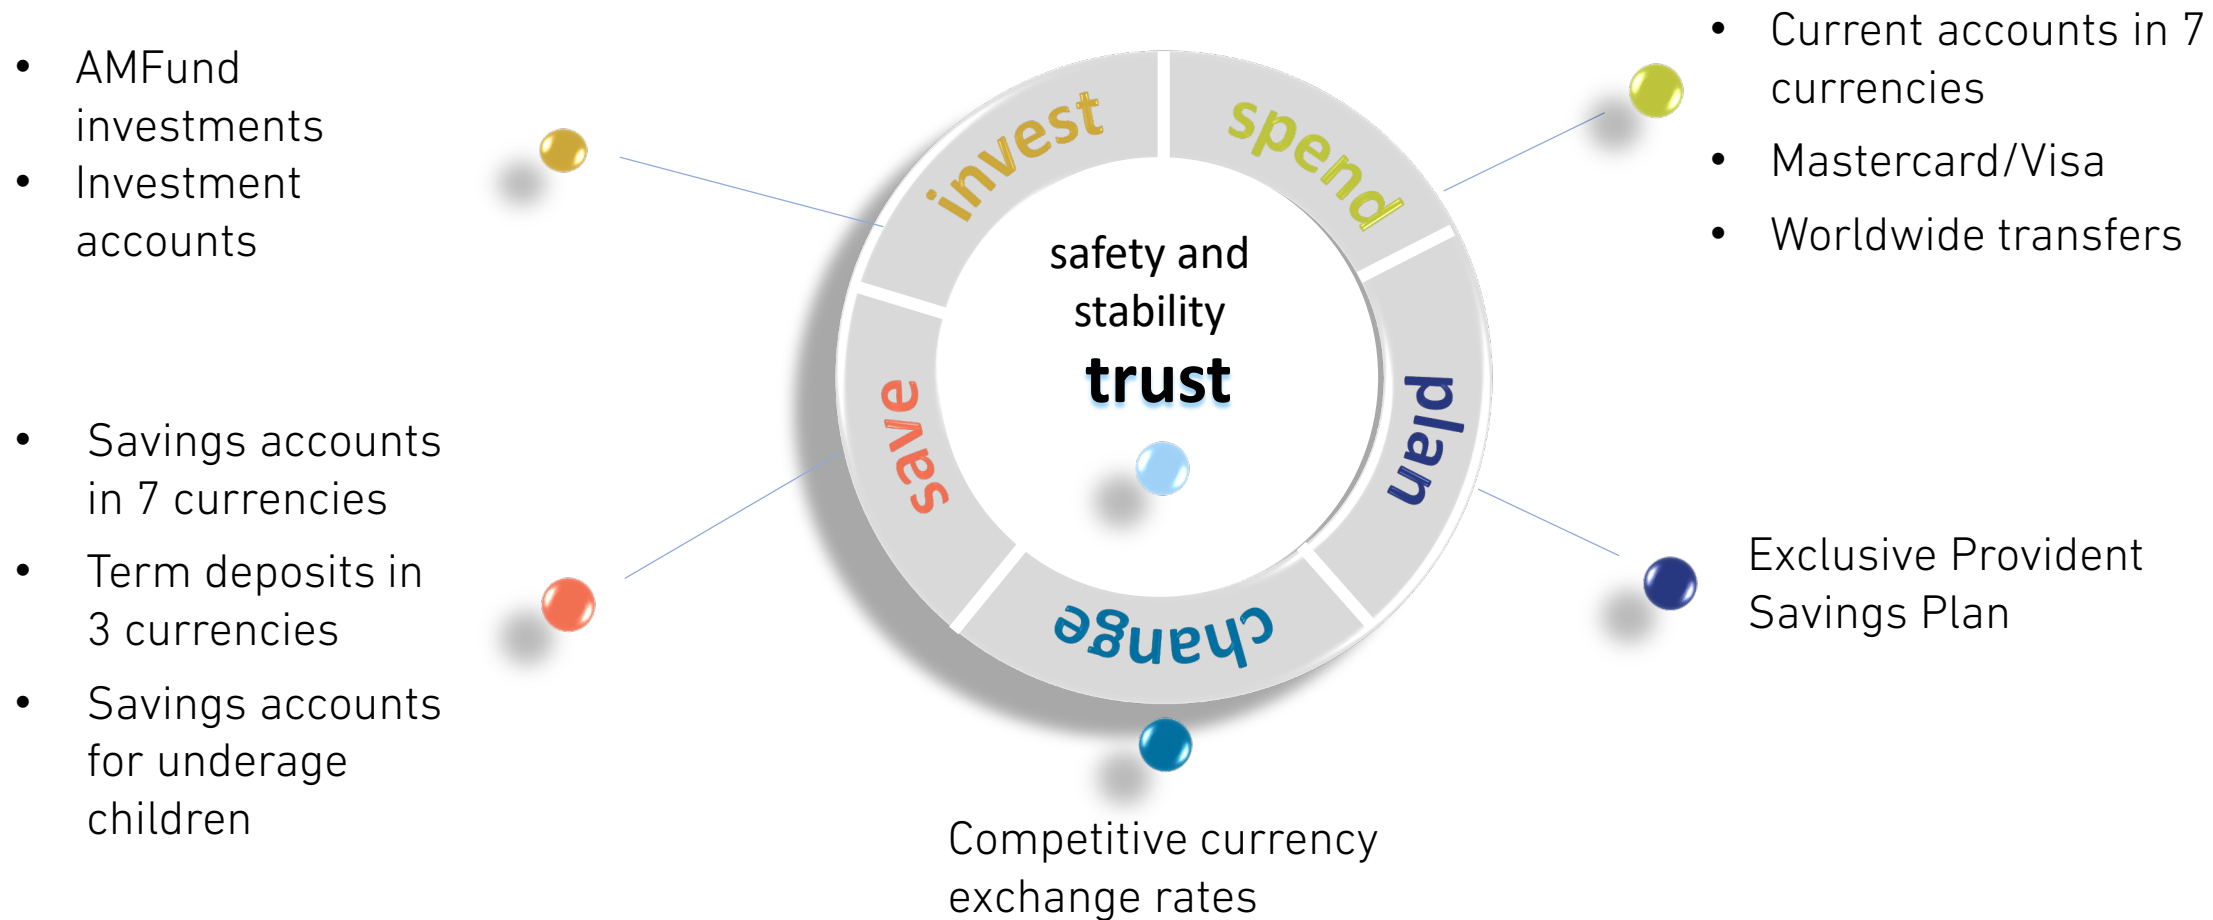 • AMFund
investments
• Investment
accounts
invest
spend
• Current accounts in 7
currencies
• Mastercard/Visa
• Worldwide transfers
safety and
stability
trust
save
plan
change
• Savings accounts
in 7 currencies
• Term deposits in
3 currencies
• Savings accounts
for underage
children
Exclusive Provident
Savings Plan
Competitive currency
exchange rates